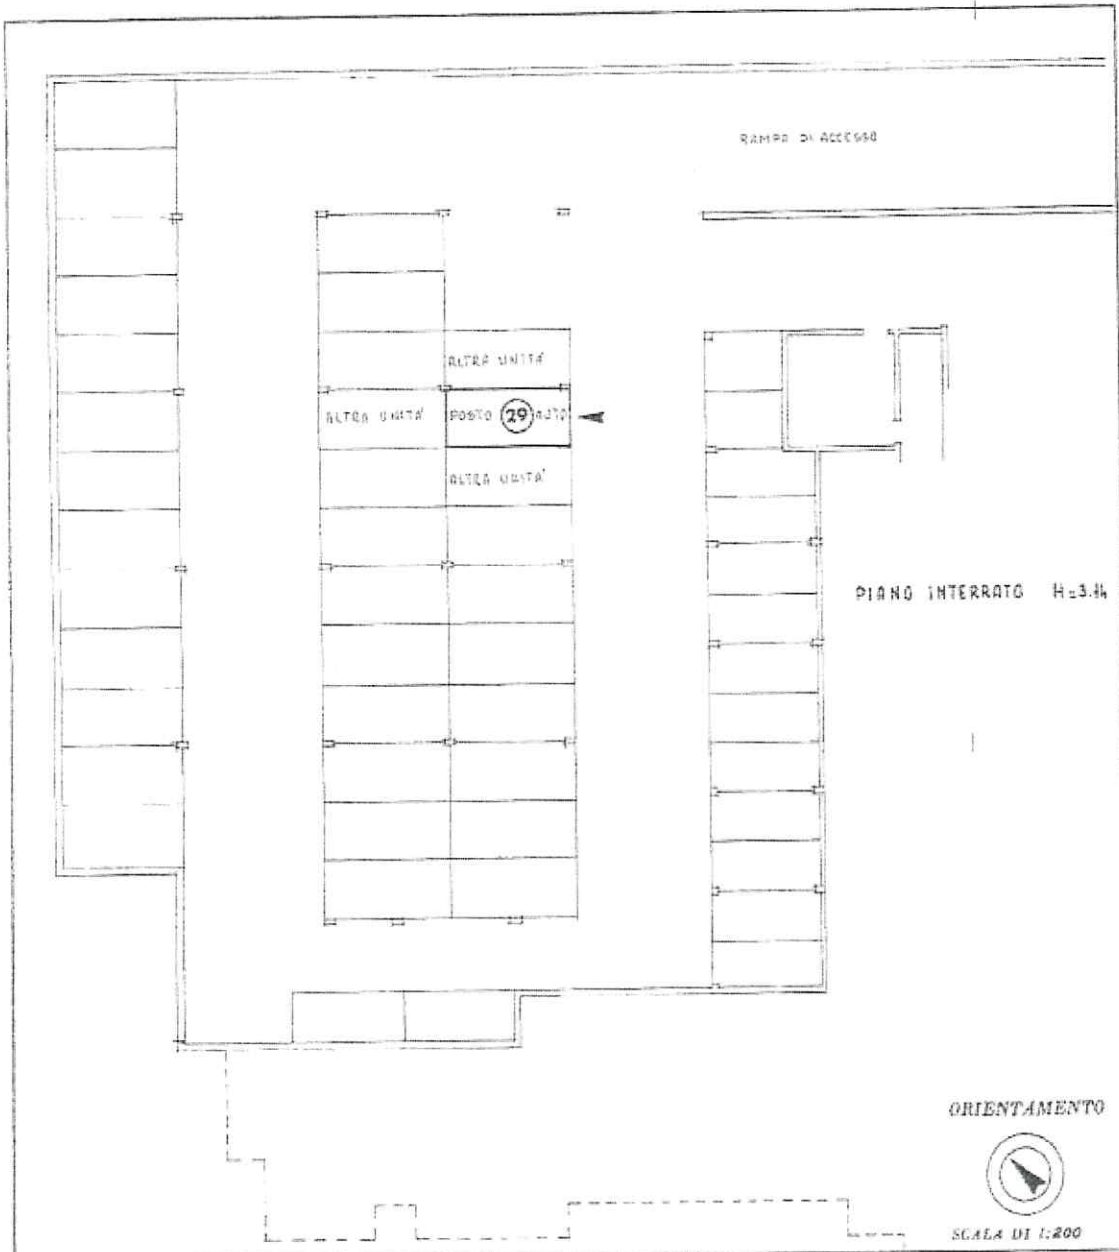 RAMPA DI ACCESSO
ALTRA UNITA'
ALTRA UNITA' POSTO 29 AUTO
ALTRA UNITA'
PIANO INTERRATO H=3.14
ORIENTAMENTO
SCALA DI 1:200